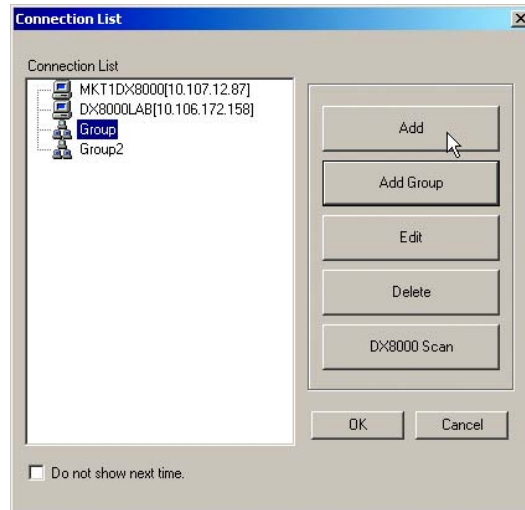 Connection List
Connection List
MKT1DX8000[10.107.12.87]
DX8000LAB[10.106.172.158]
Group
Group2
Add
Add Group
Edit
Delete
DX8000 Scan
OK
Cancel
Do not show next time.